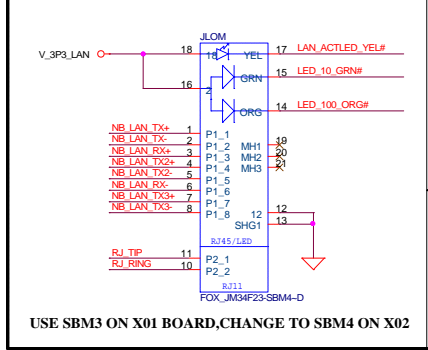 JLOM
V_3P3_LAN 18 18 YEL 17 LAN_ACTLED_YEL#
16 2 GRN 15 LED_10_GRN#
ORG 14 LED_100_ORG#
NB_LAN_TX+ 1 P1_1
NB_LAN_TX- 2 P1_2 MH1 19
NB_LAN_RX+ 3 P1_3 MH2 20
NB_LAN_TX2+ 4 P1_4 MH3 21
NB_LAN_TX2- 5 P1_5
NB_LAN_RX- 6 P1_6
NB_LAN_TX3+ 7 P1_7
NB_LAN_TX3- 8 P1_8 12 12
SHG1 13
RJ45/LED
RJ_TIP 11 P2_1
RJ_RING 10 P2_2
RJ11
FOX_JM34F23-SBM4~D
USE SBM3 ON X01 BOARD,CHANGE TO SBM4 ON X02